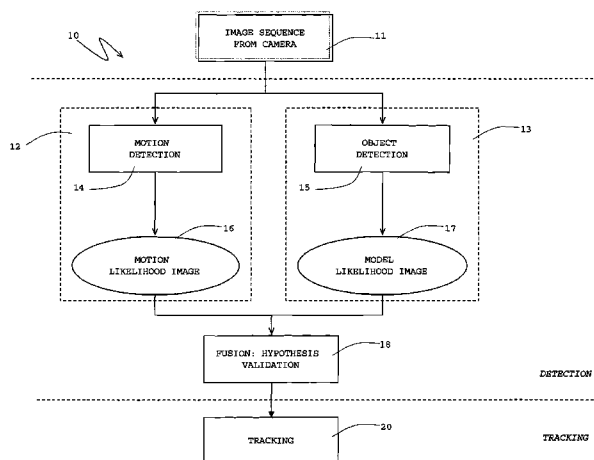 10
IMAGE SEQUENCE
FROM CAMERA
11
12
MOTION
DETECTION
14
OBJECT
DETECTION
15
13
16
MOTION
LIKELIHOOD IMAGE
17
MODEL
LIKELIHOOD IMAGE
FUSION: HYPOTHESIS
VALIDATION
18
DETECTION
TRACKING
20
TRACKING